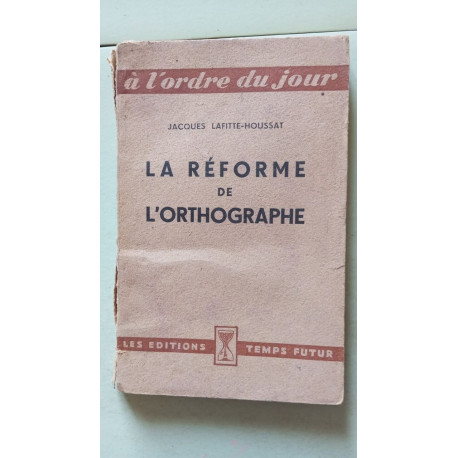 à l'ordre du jour
JACQUES LAFITTE-HOUSSAT
LA RÉFORME
DE
L'ORTHOGRAPHE
LES EDITIONS TEMPS FUTUR